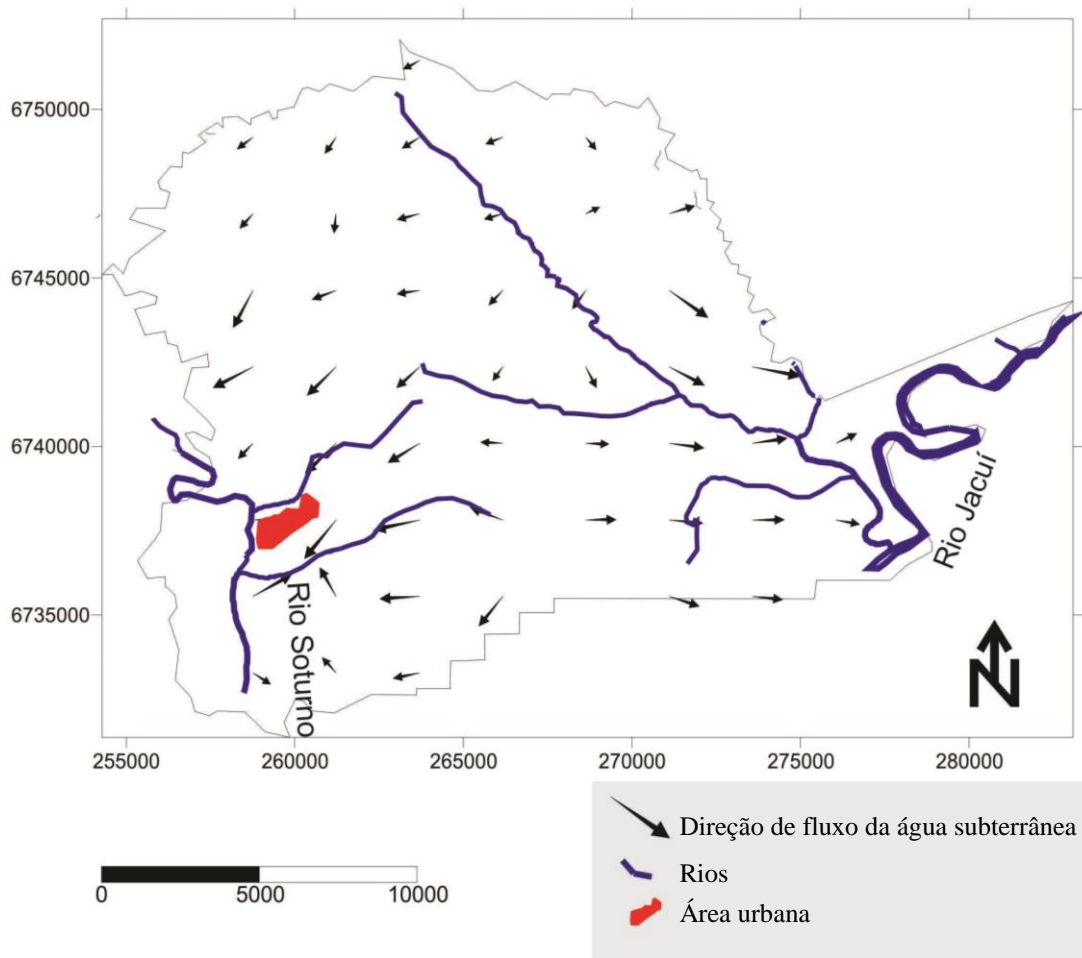 6750000
6745000
6740000
6735000
Rio Jacuí
Rio Soturno
N
255000
260000
265000
270000
275000
280000
Direção de fluxo da água subterrânea
Rios
Área urbana
0
5000
10000